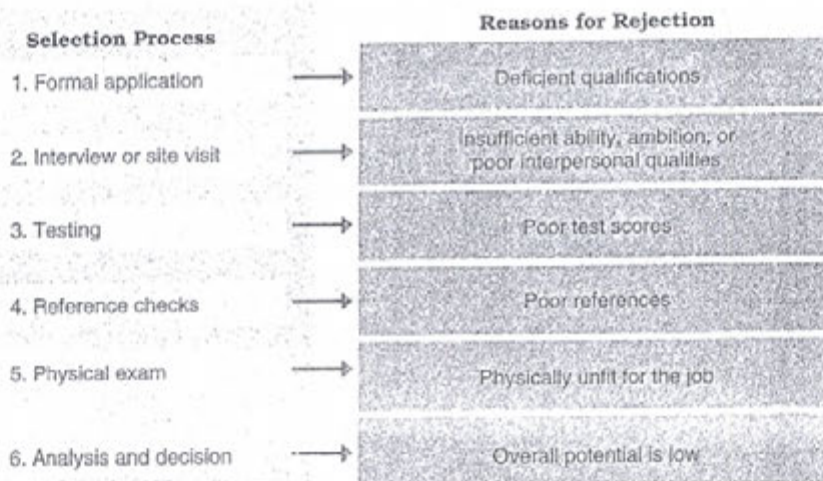 Selection Process
Reasons for Rejection
1. Formal application
Deficient qualifications
2. Interview or site visit
Insufficient ability, ambition, or
poor interpersonal qualities
3. Testing
Poor test scores
4. Reference checks
Poor references
5. Physical exam
Physically unfit for the job
6. Analysis and decision
Overall potential is low